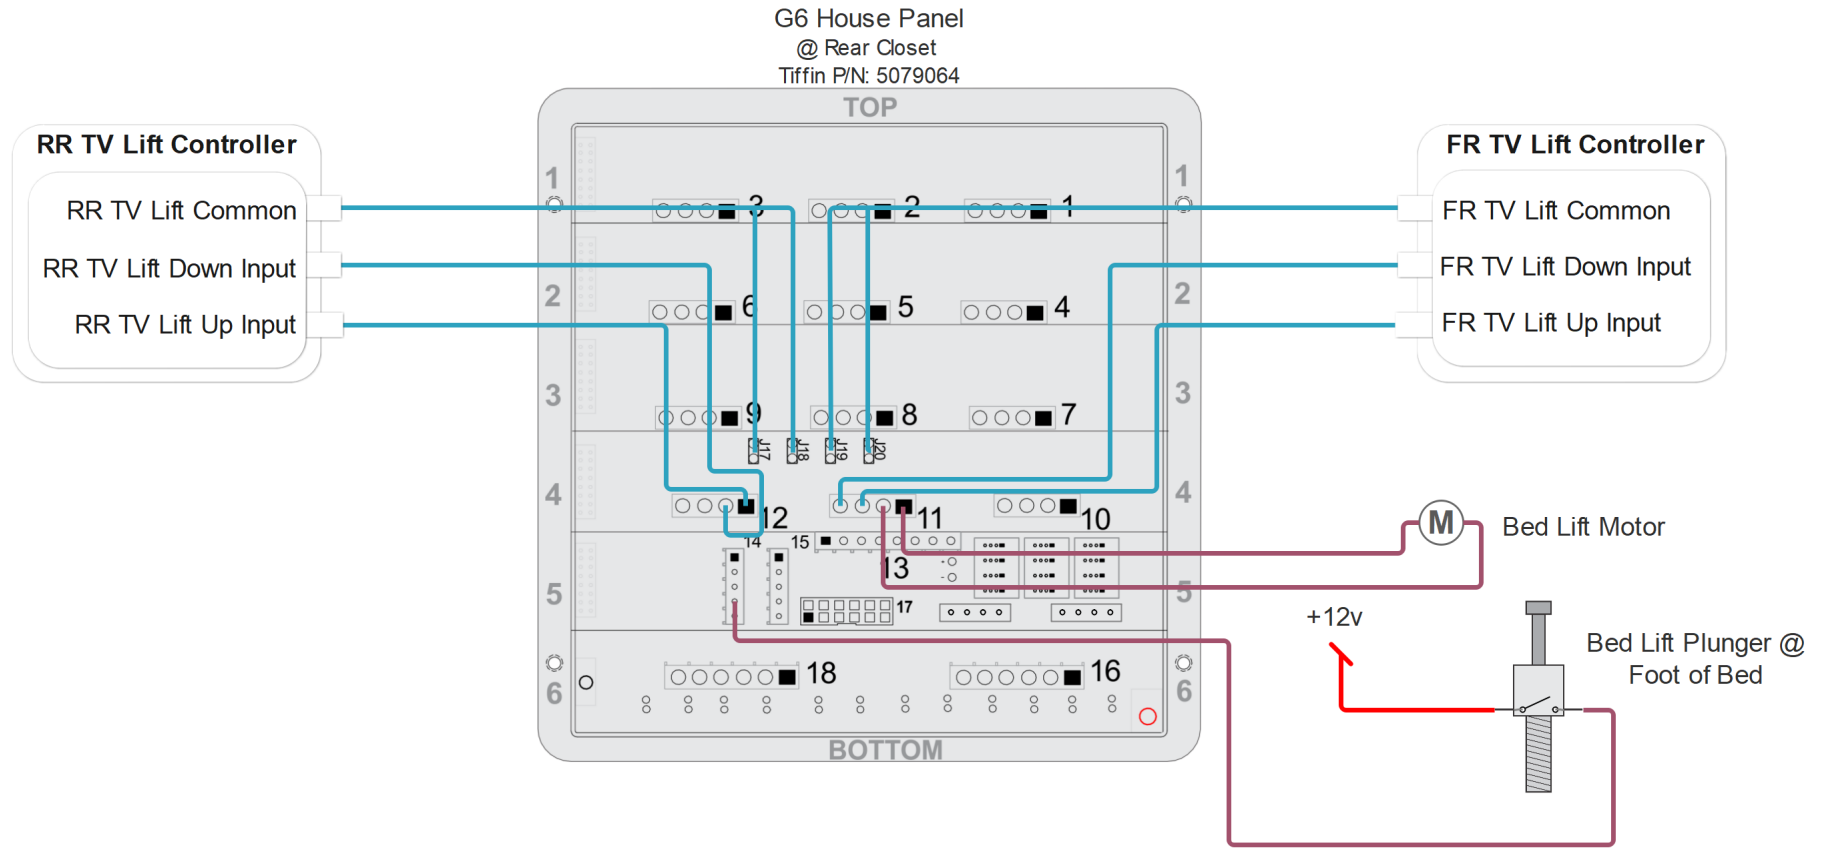 G6 House Panel
@ Rear Closet
Tiffin P/N: 5079064
TOP
RR TV Lift Controller
RR TV Lift Common
RR TV Lift Down Input
RR TV Lift Up Input
FR TV Lift Controller
FR TV Lift Common
FR TV Lift Down Input
FR TV Lift Up Input
1
3
2
1
1
2
6
5
4
2
3
9
8
7
3
J17
J18
J19
J20
4
12
11
10
4
14
15
13
+
-
5
17
5
6
18
16
6
BOTTOM
M
Bed Lift Motor
+12v
Bed Lift Plunger @
Foot of Bed